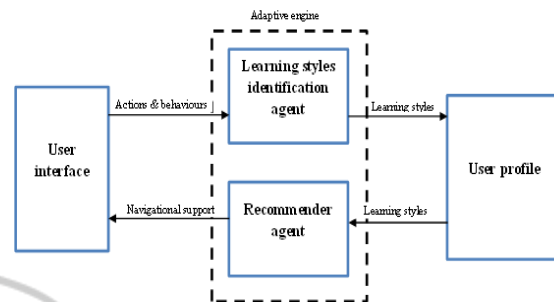 Adaptive engine
Learning styles
identification
agent
Actions & behaviours
Learning styles
User
interface
User profile
Navigational support
Recommender
agent
Learning styles